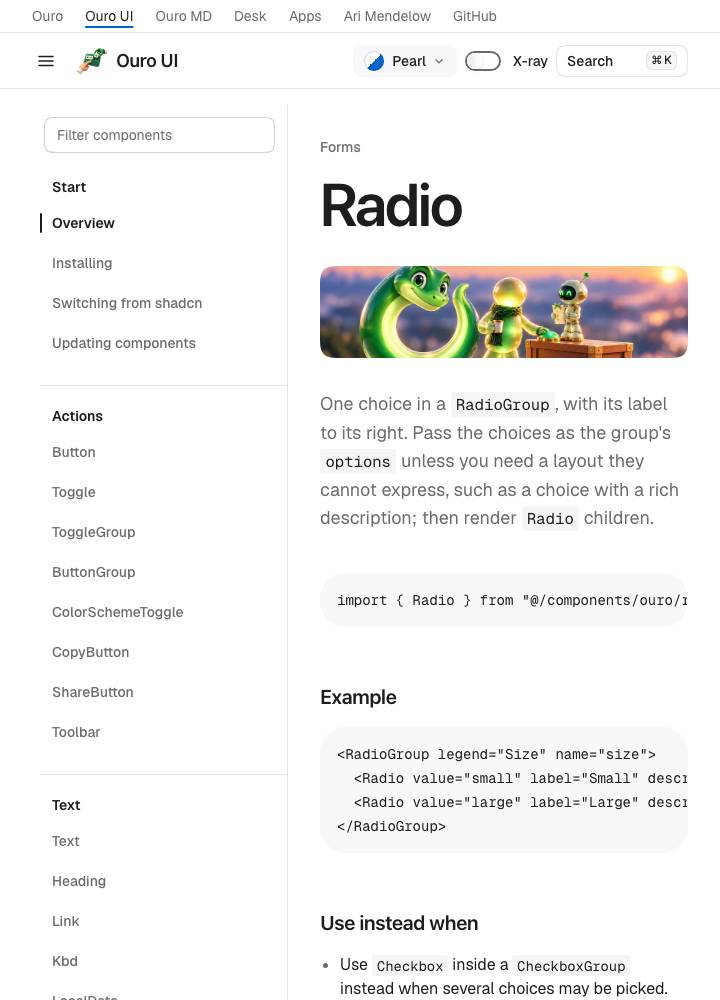 Ouro Ouro UI Ouro MD Desk Apps Ari Mendelow GitHub
Ouro UI Pearl X-ray Search ⌘ K
Filter components
Start
Overview
Installing
Switching from shadcn
Updating components
Actions
Button
Toggle
ToggleGroup
ButtonGroup
ColorSchemeToggle
CopyButton
ShareButton
Toolbar
Text
Text
Heading
Link
Kbd
Forms
Radio
One choice in a RadioGroup, with its label
to its right. Pass the choices as the group's
options unless you need a layout they
cannot express, such as a choice with a rich
description; then render Radio children.
import { Radio } from "@/components/ouro/
Example
<RadioGroup legend="Size" name="size">
<Radio value="small" label="Small" descr
<Radio value="large" label="Large" descr
</RadioGroup>
Use instead when
• Use Checkbox inside a CheckboxGroup
instead when several choices may be picked.